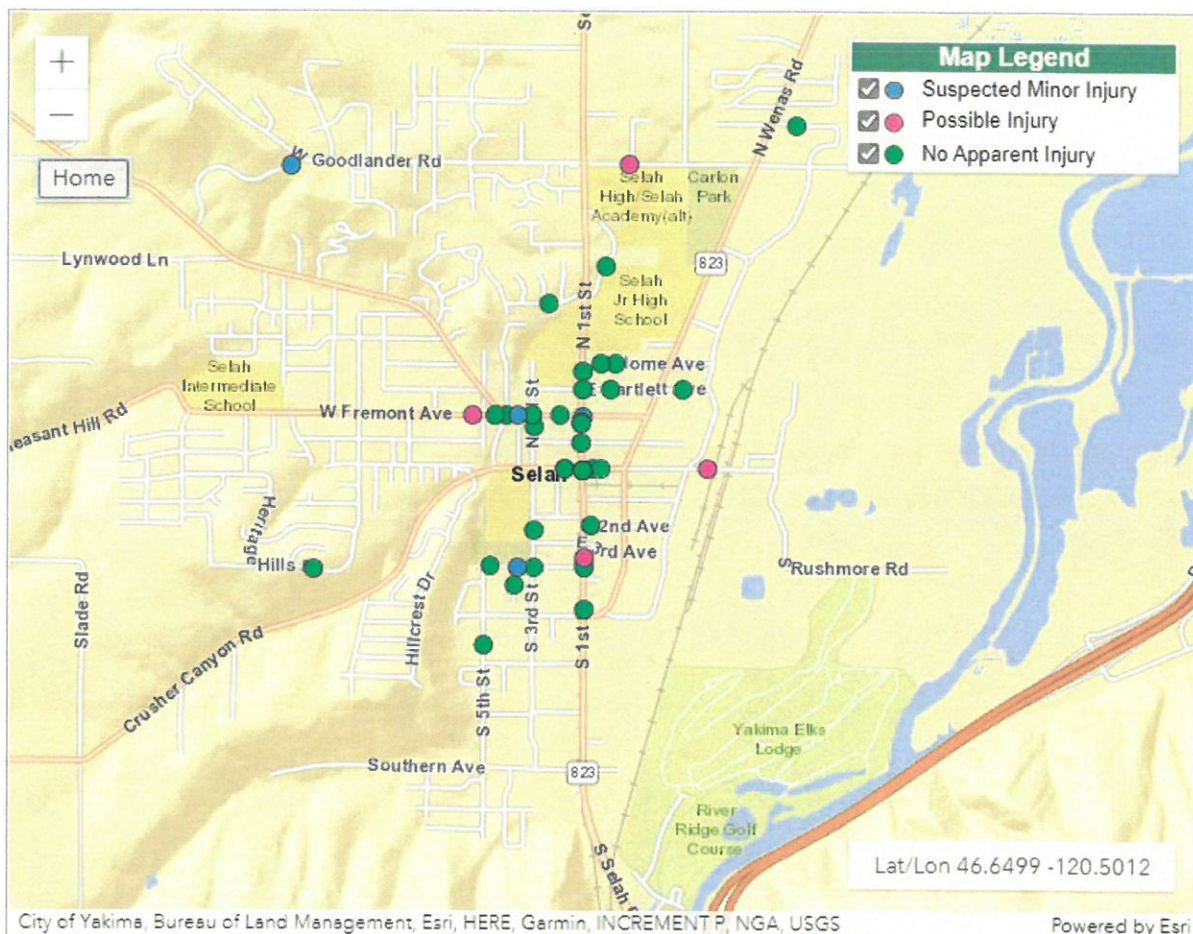 +
−
Home
Map Legend
Suspected Minor Injury
Possible Injury
No Apparent Injury
N Wenas Rd
W Goodlander Rd
Selah
High/Selah
Academy(alt)
Carlon
Park
Lynwood Ln
823
N 1st St
Selah
Jr High
School
Selah
Intermediate
School
Ave
W Fremont Ave
Hill Rd
Selah
2nd Ave
Ave
Heritage
Hills
S
Rushmore Rd
Slade Rd
Hillcrest Dr
S 3rd St
S 1st
Crusher Canyon Rd
S 5th St
Yakima Elks
Lodge
Southern Ave
823
River
Ridge Golf
Course
S Selah
Lat/Lon 46.6499 -120.5012
City of Yakima, Bureau of Land Management, Esri, HERE, Garmin, INCREMENT P, NGA, USGS
Powered by Esri